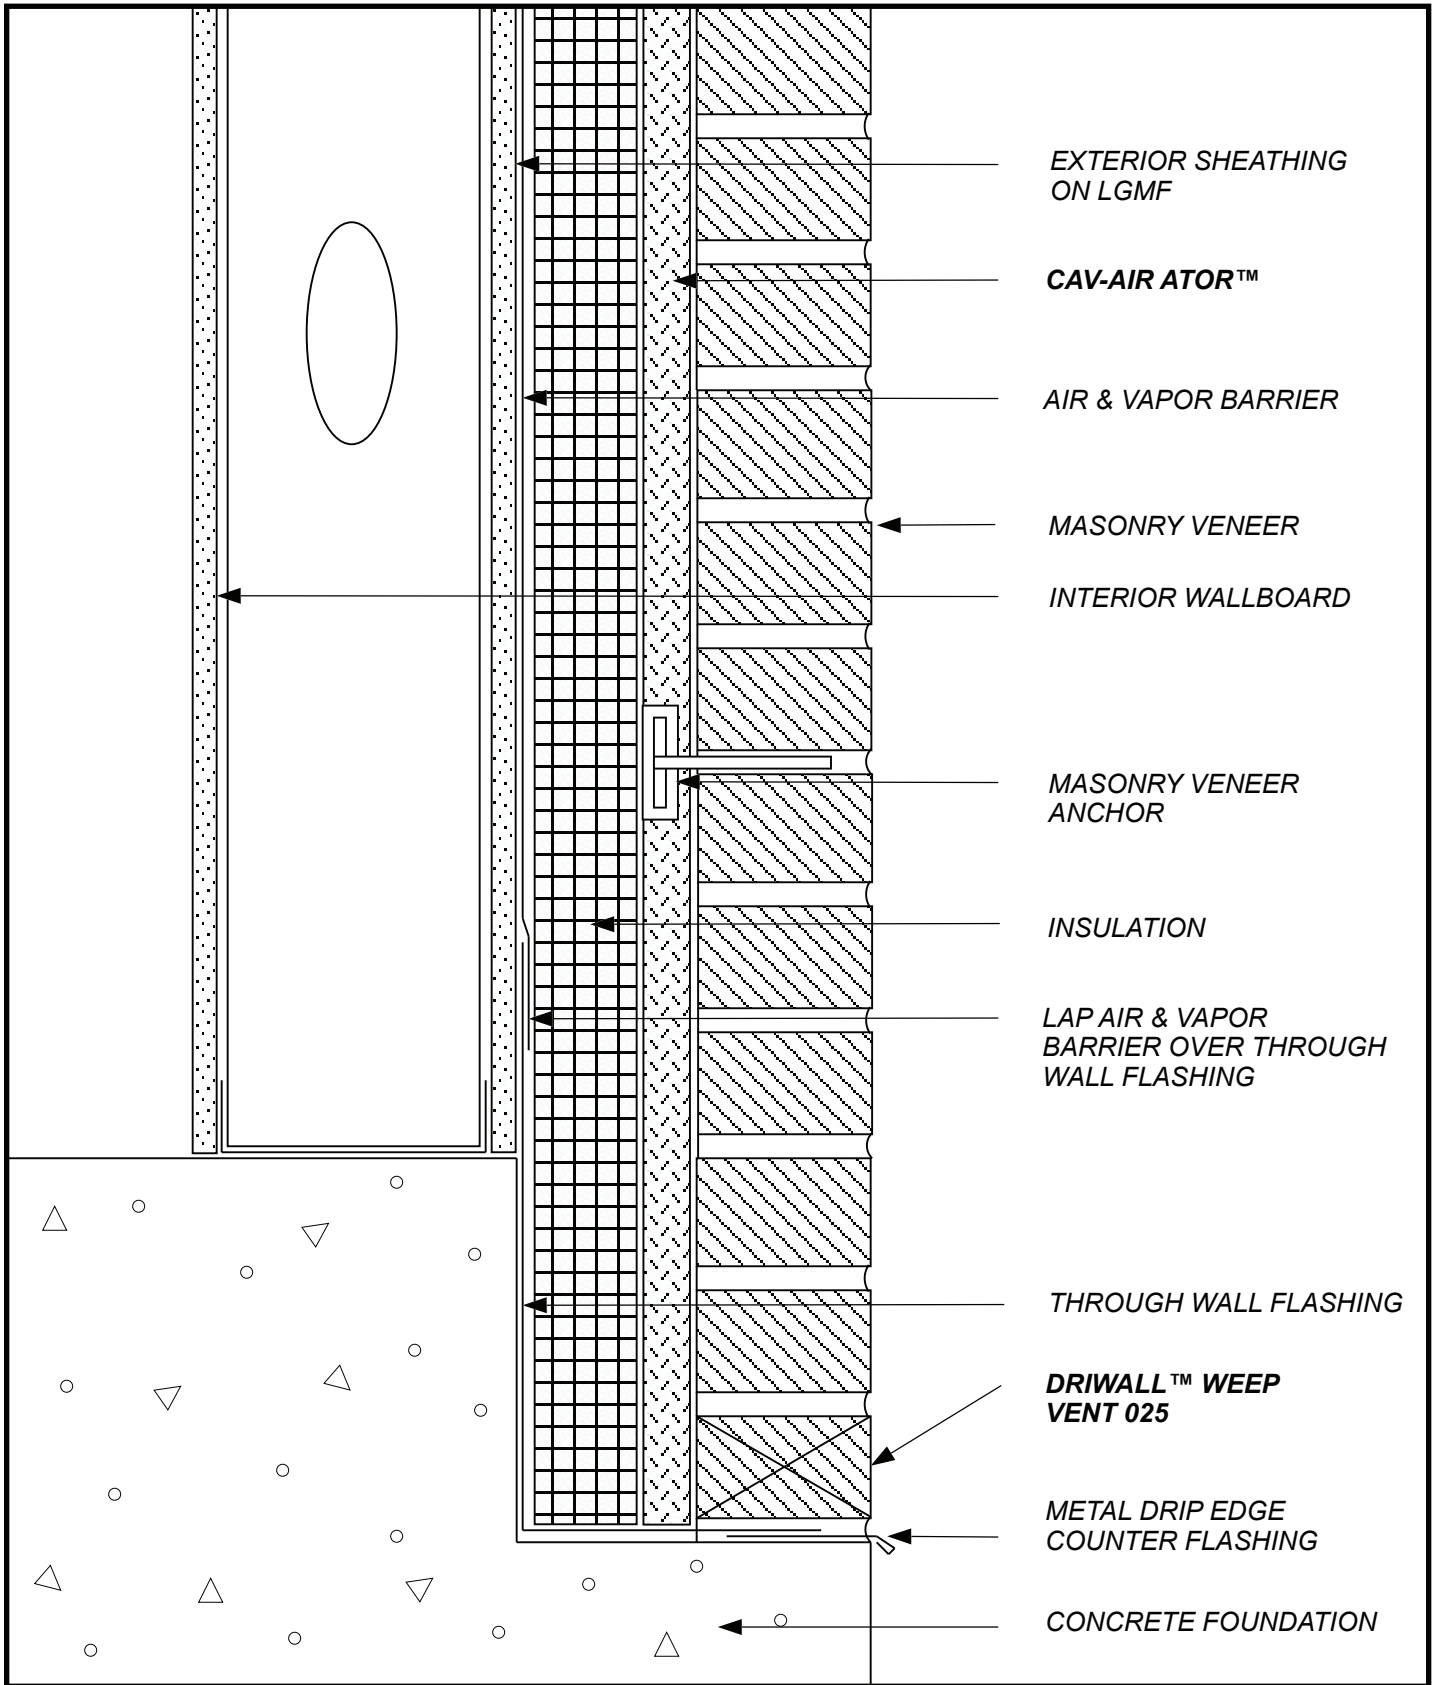 EXTERIOR SHEATHING
ON LGMF
CAV-AIR ATOR™
AIR & VAPOR BARRIER
MASONRY VENEER
INTERIOR WALLBOARD
MASONRY VENEER
ANCHOR
INSULATION
LAP AIR & VAPOR
BARRIER OVER THROUGH
WALL FLASHING
THROUGH WALL FLASHING
DRIWALL™ WEEP
VENT 025
METAL DRIP EDGE
COUNTER FLASHING
CONCRETE FOUNDATION